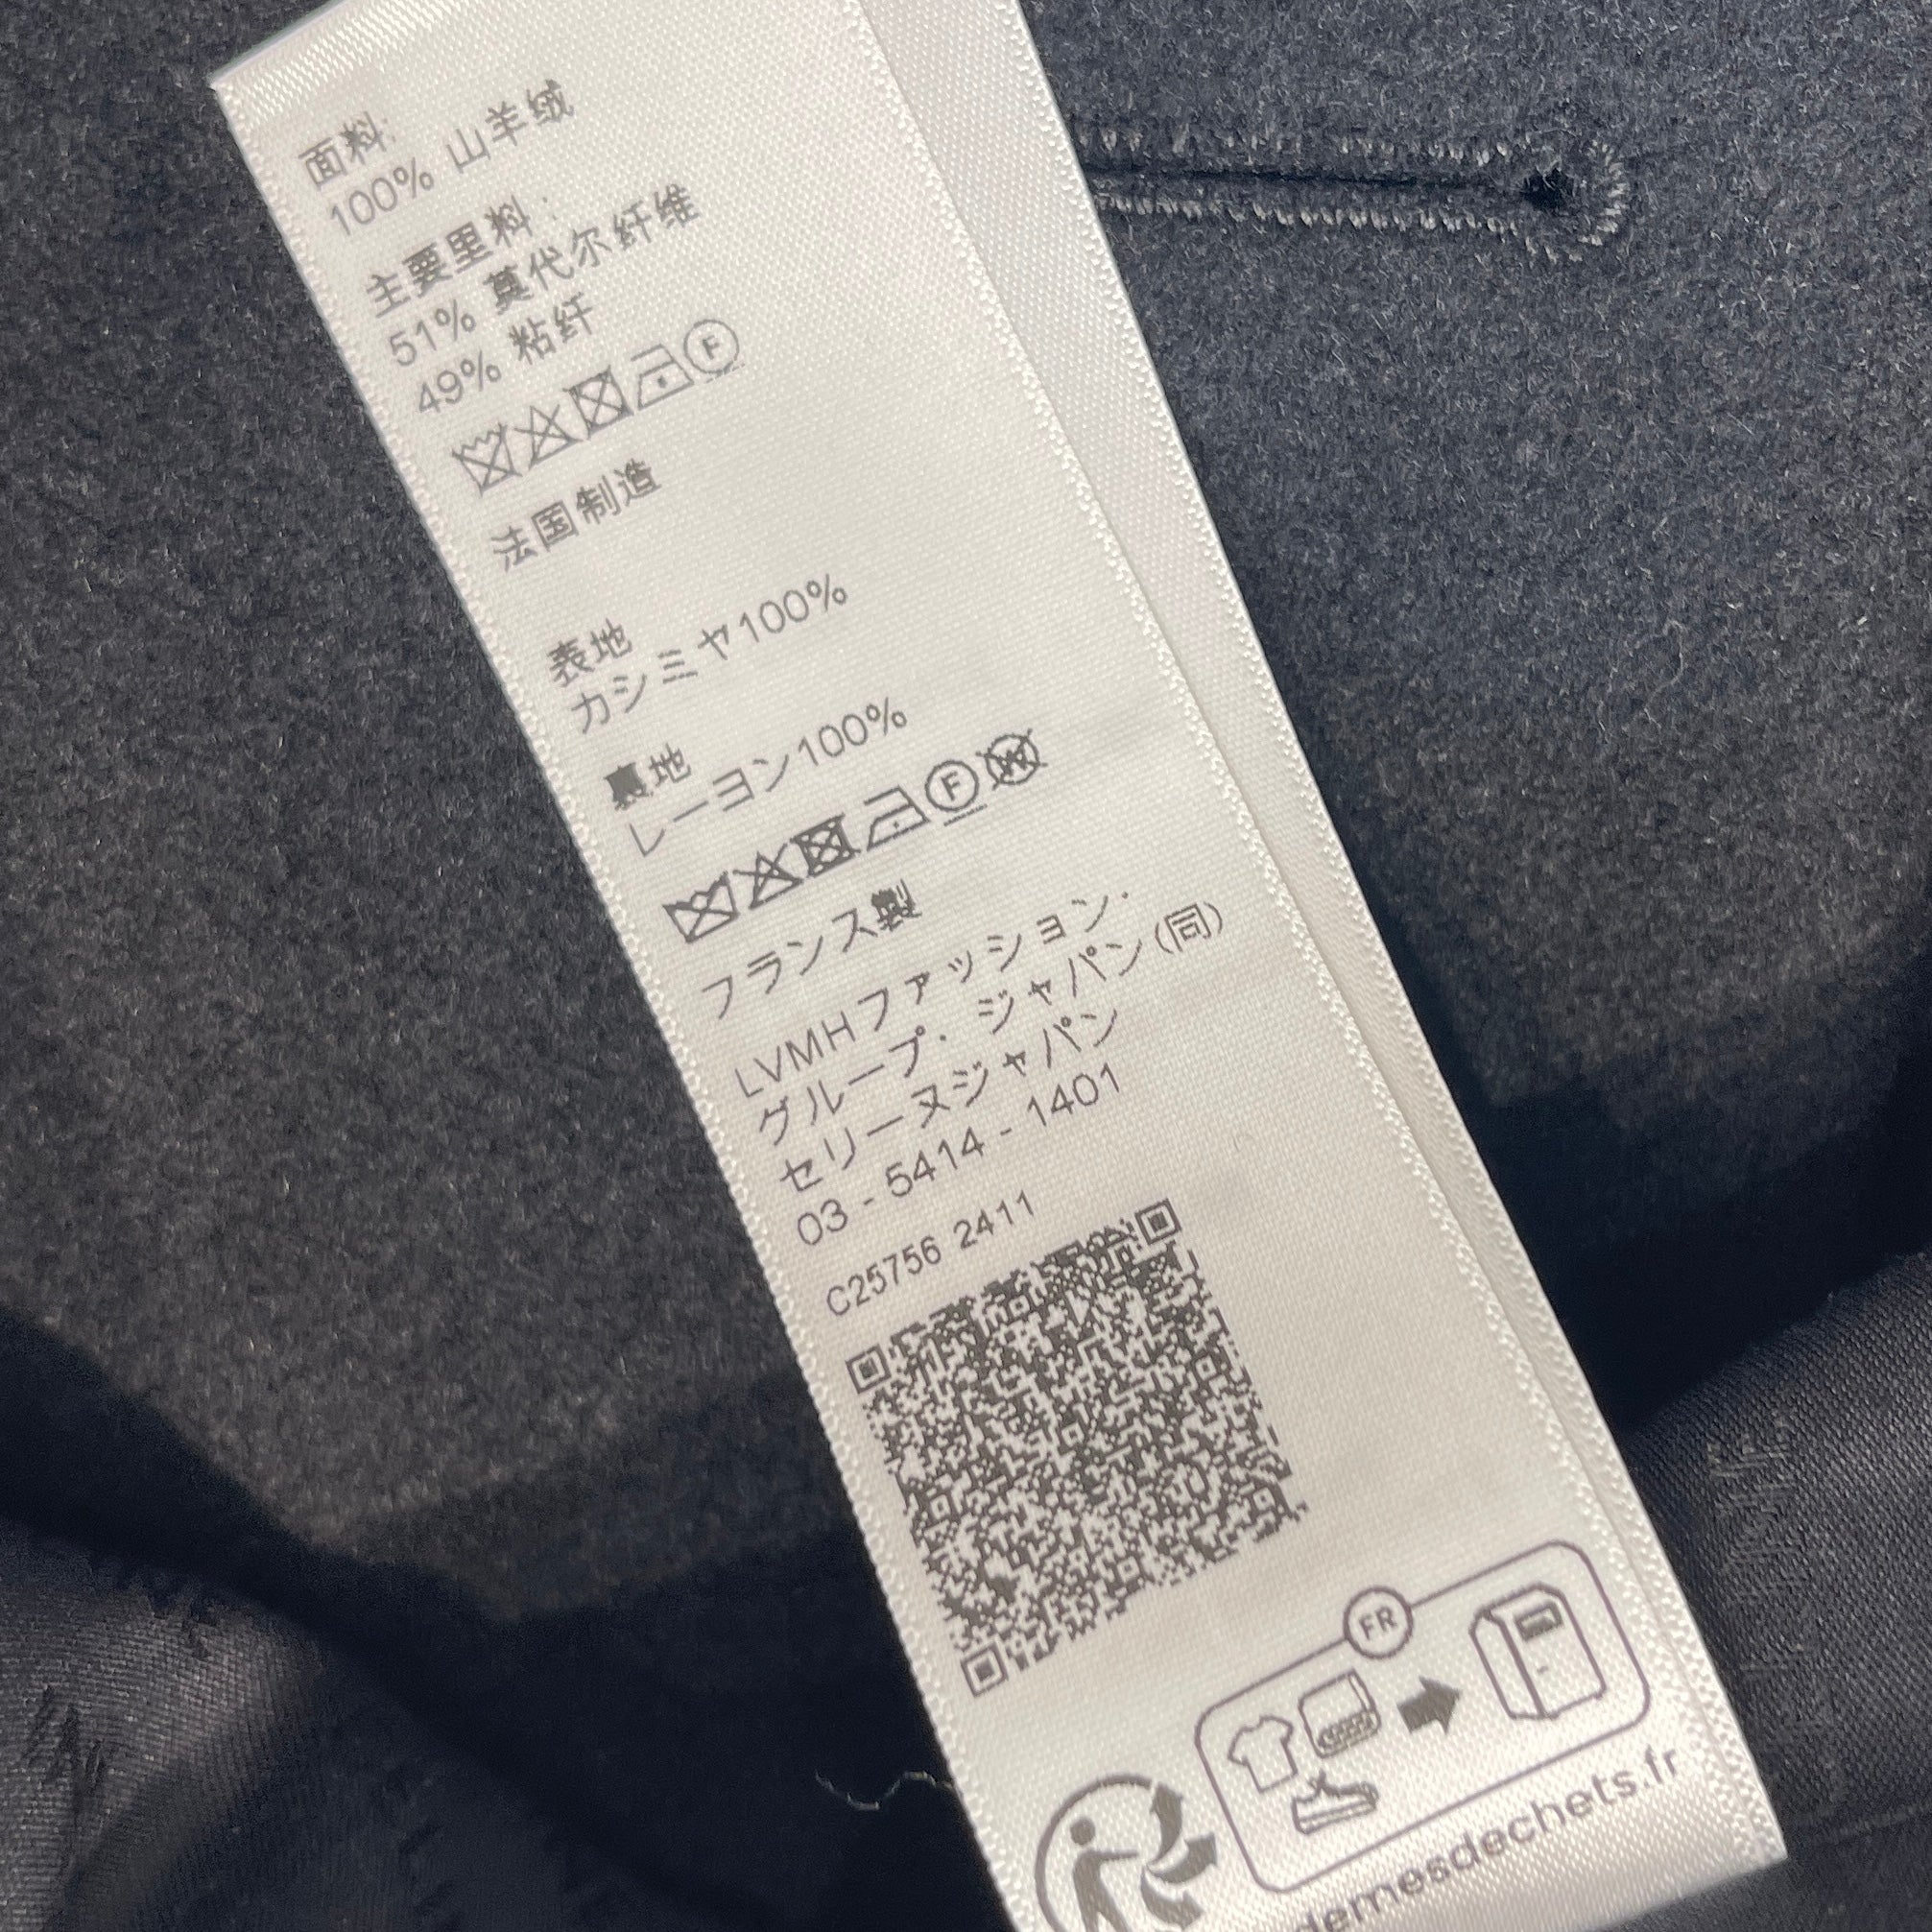 面料:
100% 山羊绒
主要里料:
51% 莫代尔纤维
49% 粘纤
F
法国制造
表地
カシミヤ100%
裏地
レーヨン100%
F W
フランス製
LVMHファッション·
グループ· ジャパン(同)
セリーヌジャパン
03 - 5414 - 1401
C25756 2411
FR
demesdechets.fr